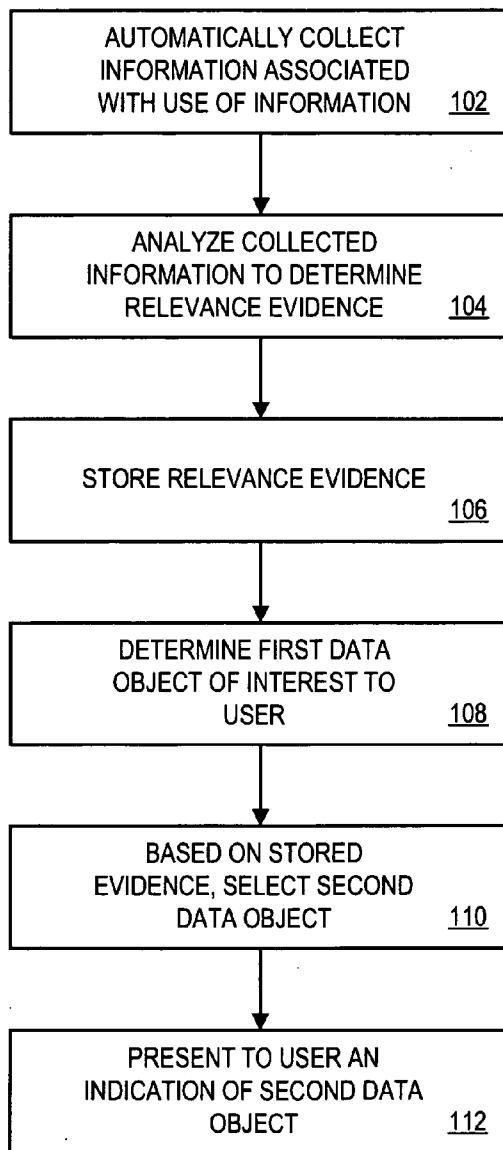 AUTOMATICALLY COLLECT
INFORMATION ASSOCIATED
WITH USE OF INFORMATION 102
ANALYZE COLLECTED
INFORMATION TO DETERMINE
RELEVANCE EVIDENCE 104
STORE RELEVANCE EVIDENCE
106
DETERMINE FIRST DATA
OBJECT OF INTEREST TO
USER 108
BASED ON STORED
EVIDENCE, SELECT SECOND
DATA OBJECT 110
PRESENT TO USER AN
INDICATION OF SECOND DATA
OBJECT 112